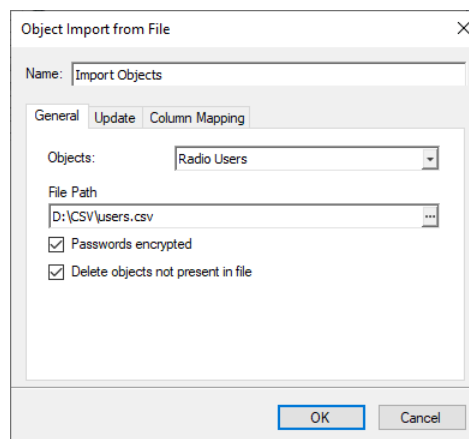 Object Import from File
Name: Import Objects
General Update Column Mapping
Objects: Radio Users
File Path
D:\CSV\users.csv ...
Passwords encrypted
Delete objects not present in file
OK Cancel